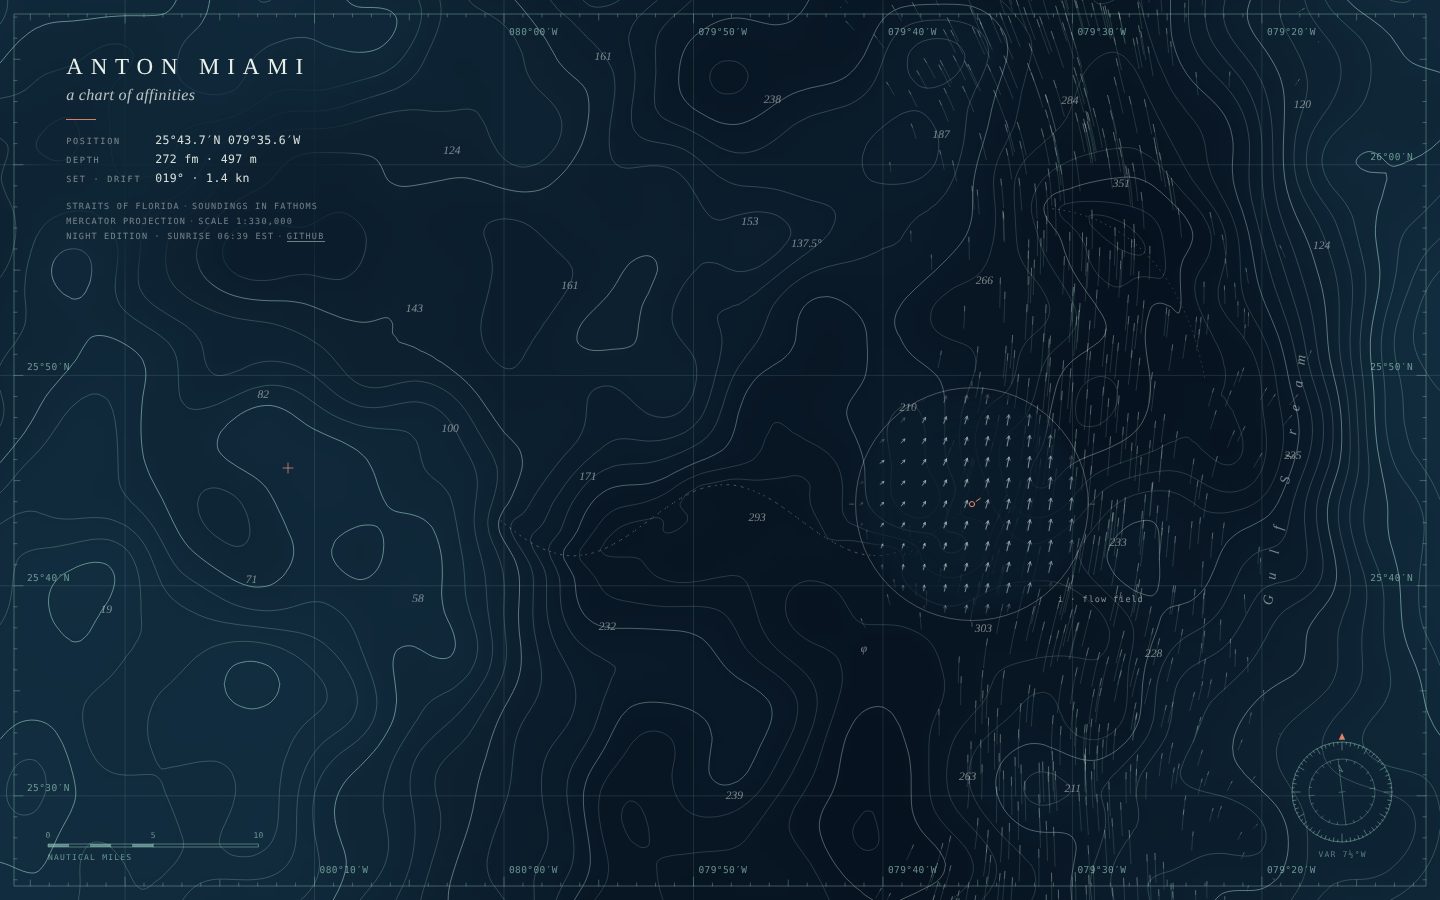 080°00′W
079°50′W
079°40′W
079°30′W
079°20′W
ANTON MIAMI
a chart of affinities
POSITION 25°43.7′N 079°35.6′W
DEPTH 272 fm · 497 m
SET · DRIFT 019° · 1.4 kn
STRAITS OF FLORIDA · SOUNDINGS IN FATHOMS
MERCATOR PROJECTION · SCALE 1:330,000
NIGHT EDITION · SUNRISE 06:39 EST · GITHUB
161
238
284
120
187
124
26°00′N
351
153
137.5°
124
266
161
143
25°50′N
25°50′N
82
210
100
Gulf Stream
235
171
293
233
71
25°40′N
25°40′N
58
i · flow field
19
232
303
φ
228
263
211
25°30′N
239
0 5 10
NAUTICAL MILES
VAR 7½°W
080°10′W
080°00′W
079°50′W
079°40′W
079°30′W
079°20′W